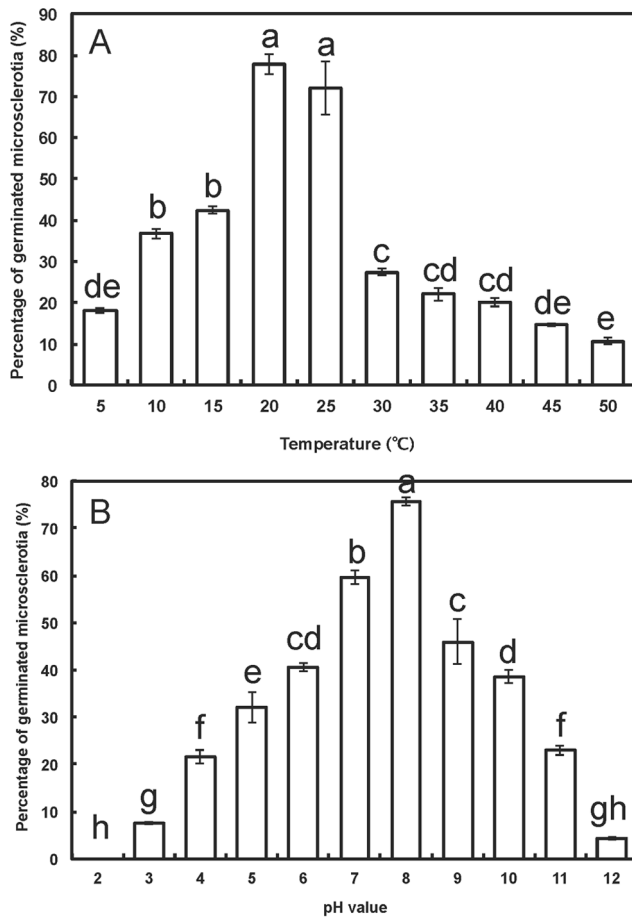 A
Percentage of germinated microsclerotia (%)
90
80
70
60
50
40
30
20
10
0
de
b
b
a
a
c
cd
cd
de
e
5 10 15 20 25 30 35 40 45 50
Temperature (℃)
B
Percentage of germinated microsclerotia (%)
80
70
60
50
40
30
20
10
0
h
g
f
e
cd
b
a
c
d
f
gh
2 3 4 5 6 7 8 9 10 11 12
pH value